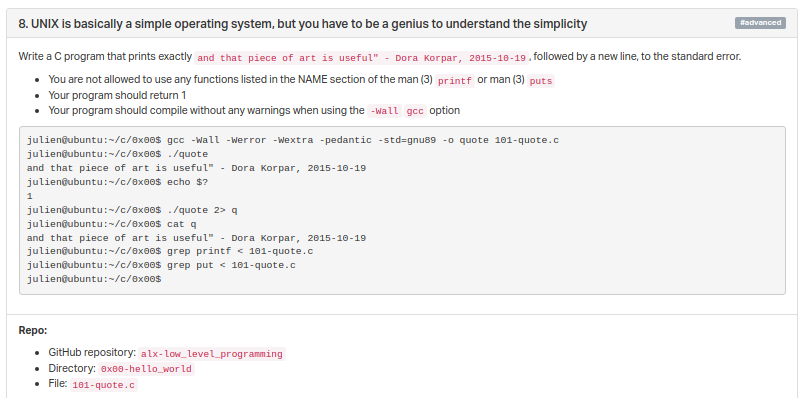 8. UNIX is basically a simple operating system, but you have to be a genius to understand the simplicity
#advanced
Write a C program that prints exactly and that piece of art is useful" - Dora Korpar, 2015-10-19 , followed by a new line, to the standard error.
• You are not allowed to use any functions listed in the NAME section of the man (3) printf or man (3) puts
• Your program should return 1
• Your program should compile without any warnings when using the -Wall gcc option
julien@ubuntu:~/c/0x00$ gcc -Wall -Werror -Wextra -pedantic -std=gnu89 -o quote 101-quote.c
julien@ubuntu:~/c/0x00$ ./quote
and that piece of art is useful" - Dora Korpar, 2015-10-19
julien@ubuntu:~/c/0x00$ echo $?
1
julien@ubuntu:~/c/0x00$ ./quote 2> q
julien@ubuntu:~/c/0x00$ cat q
and that piece of art is useful" - Dora Korpar, 2015-10-19
julien@ubuntu:~/c/0x00$ grep printf < 101-quote.c
julien@ubuntu:~/c/0x00$ grep put < 101-quote.c
julien@ubuntu:~/c/0x00$
Repo:
• GitHub repository: alx-low_level_programming
• Directory: 0x00-hello_world
• File: 101-quote.c